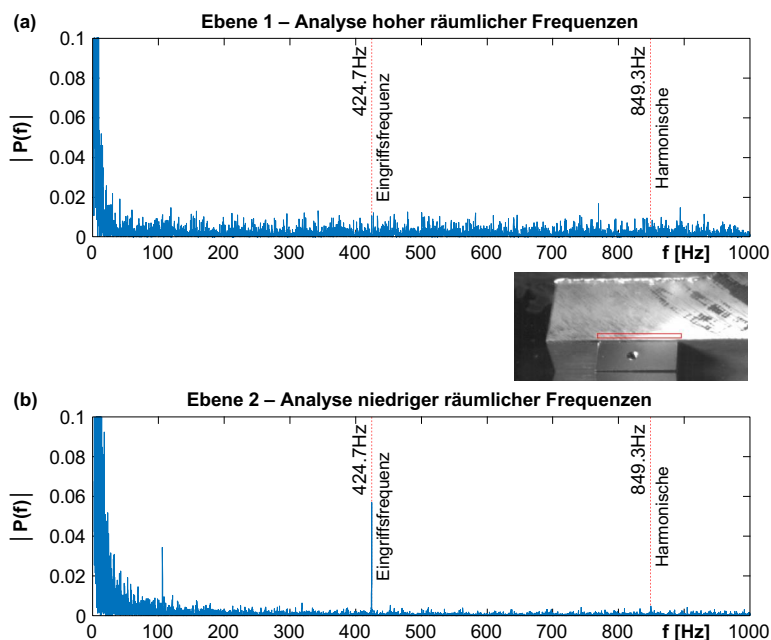 (a) Ebene 1 – Analyse hoher räumlicher Frequenzen
0.1
0.08
0.06
0.04
0.02
0
|P(f)|
424.7Hz
Eingriffsfrequenz
849.3Hz
Harmonische
0 100 200 300 400 500 600 700 800 f [Hz] 1000
(b) Ebene 2 – Analyse niedriger räumlicher Frequenzen
0.1
0.08
0.06
0.04
0.02
0
|P(f)|
424.7Hz
Eingriffsfrequenz
849.3Hz
Harmonische
0 100 200 300 400 500 600 700 800 f [Hz] 1000